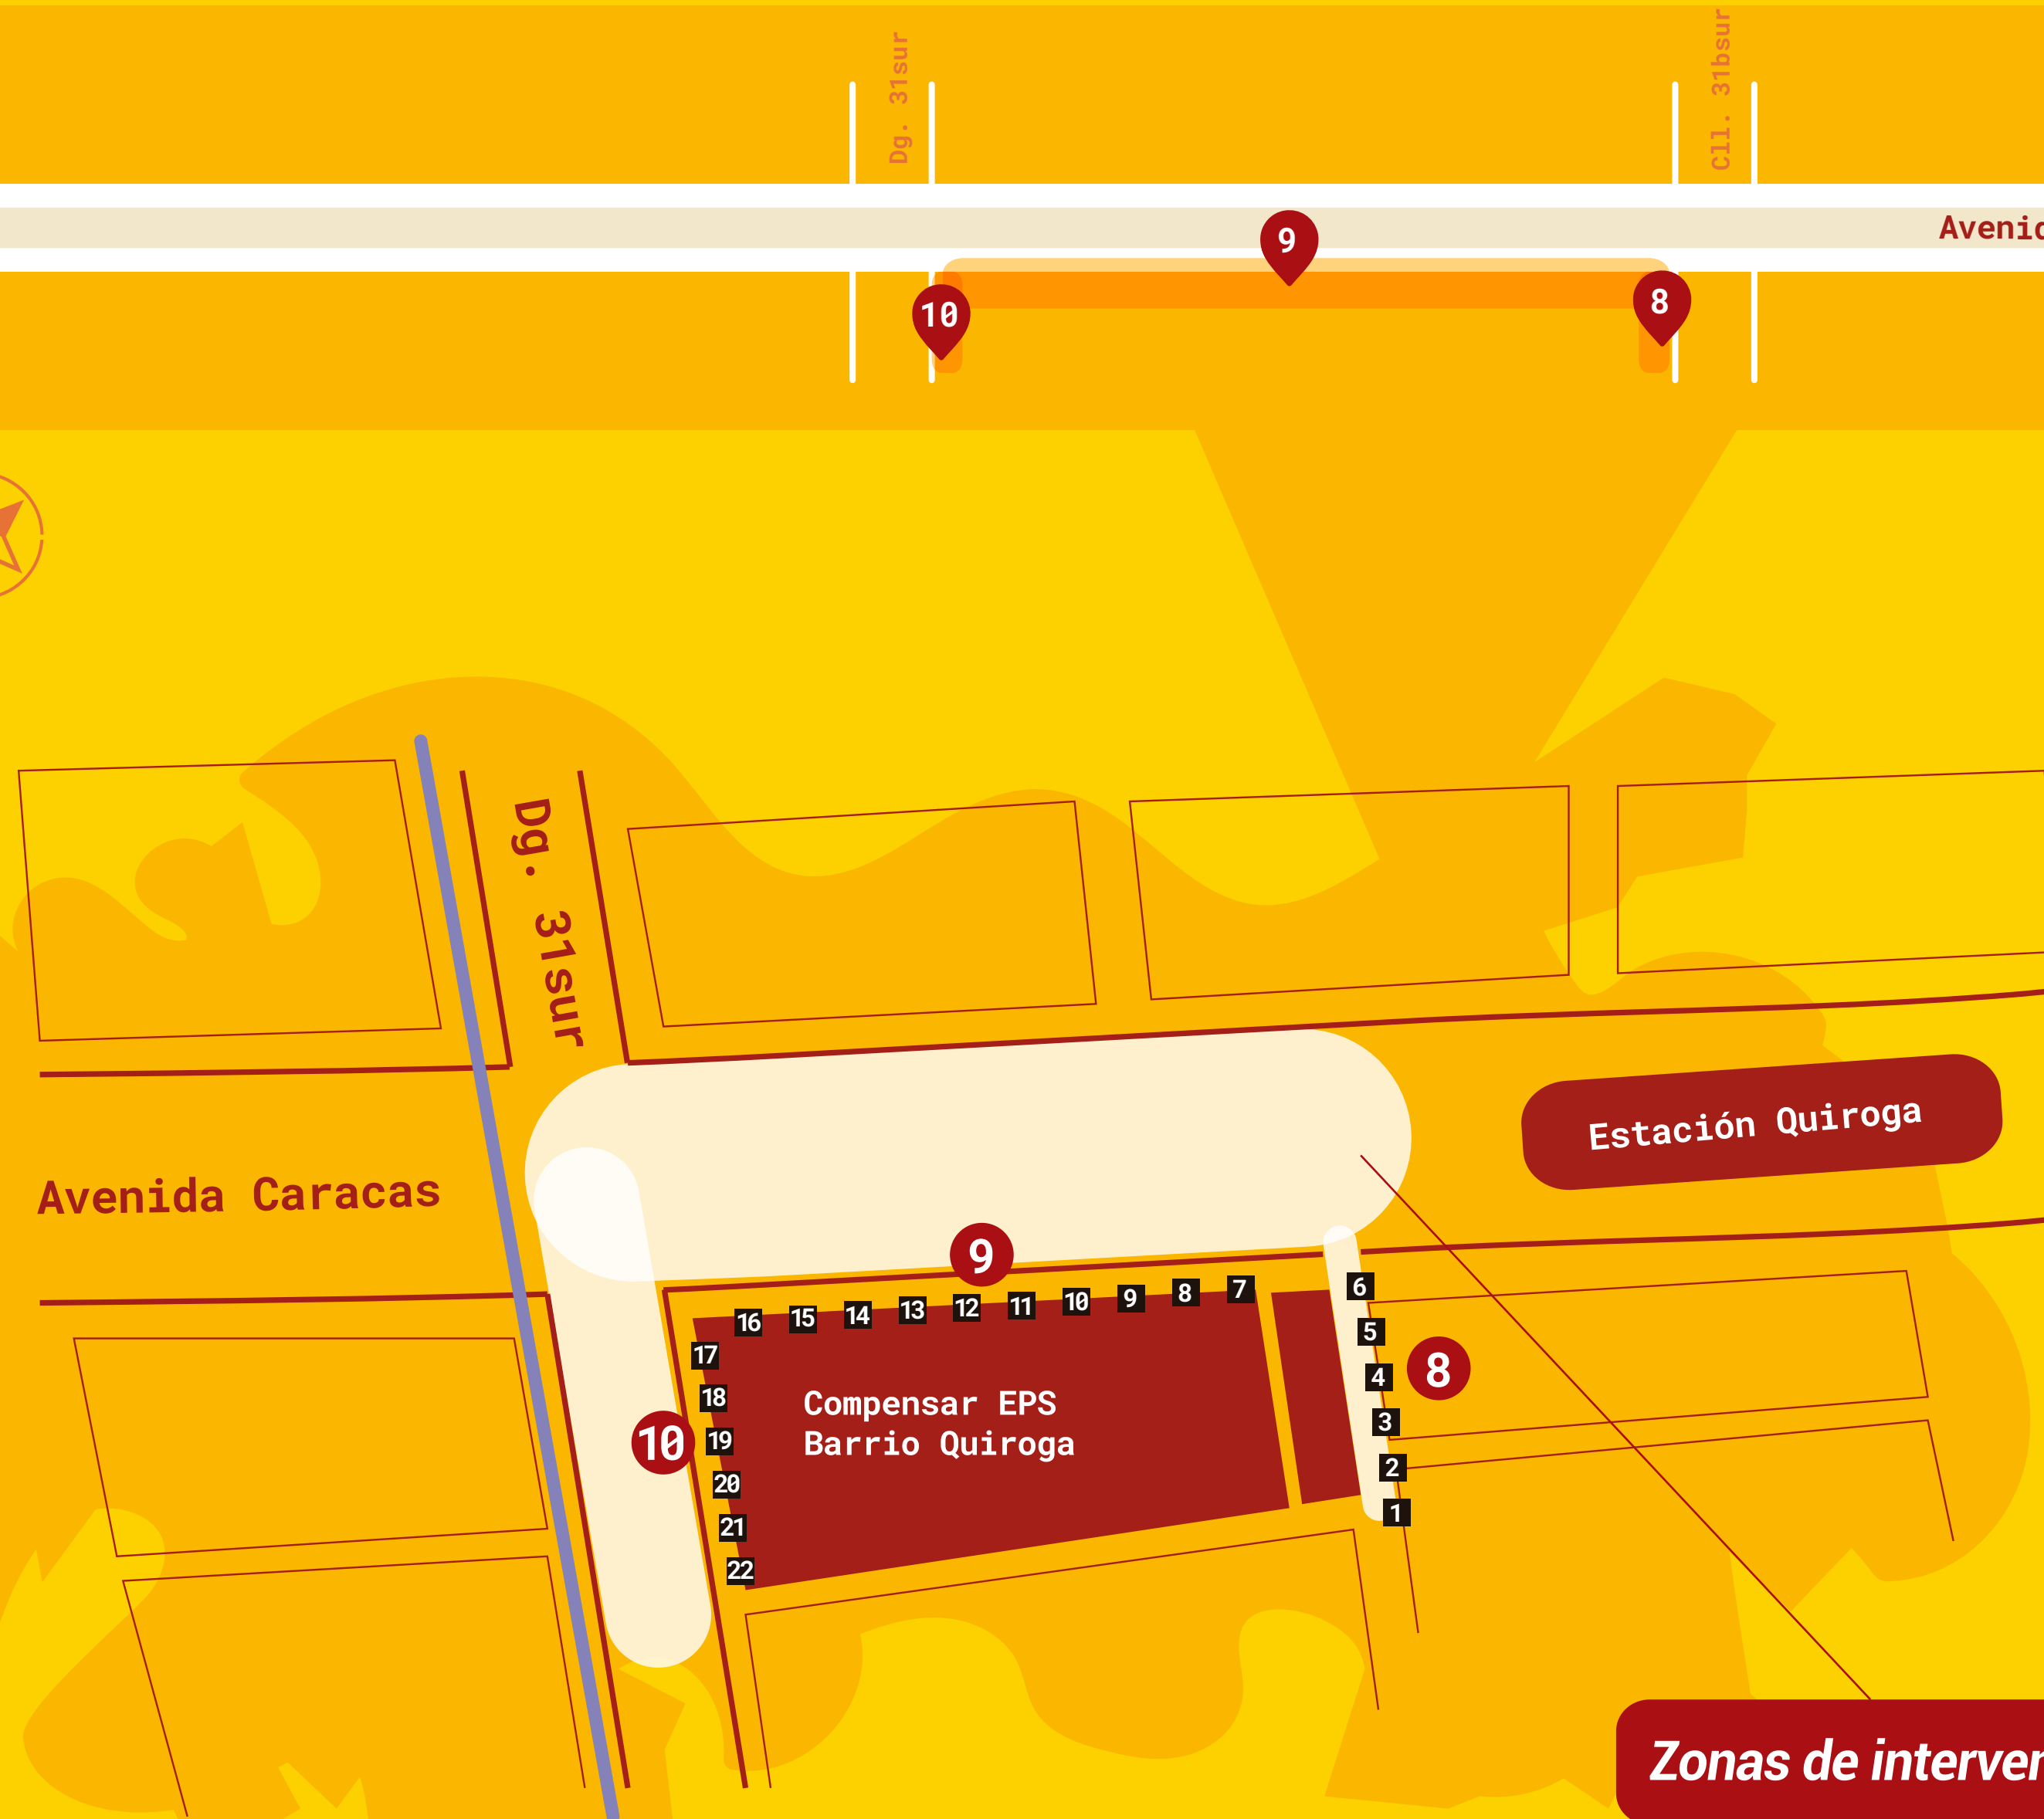 Dg. 31sur
Cll. 31bsur
9
10
8
Dg. 31sur
Estación Quiroga
Avenida Caracas
9
16 15 14 13 12 11 10 9 8 7
6
5
4
3
2
1
8
17
18
19
20
21
22
10
Compensar EPS
Barrio Quiroga
Zonas de